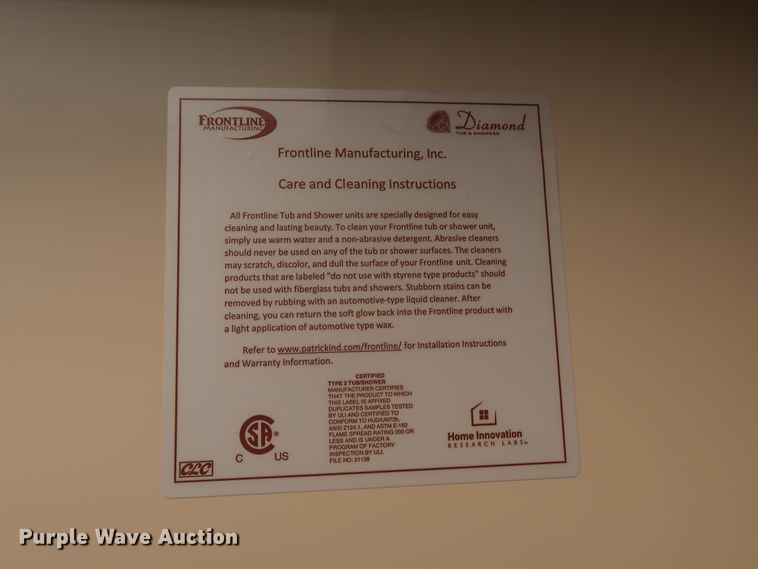 FRONTLINE
MANUFACTURING
Diamond
TUB & SHOWERS
Frontline Manufacturing, Inc.
Care and Cleaning Instructions
All Frontline Tub and Shower units are specially designed for easy
cleaning and lasting beauty. To clean your Frontline tub or shower unit,
simply use warm water and a non-abrasive detergent. Abrasive cleaners
should never be used on any of the tub or shower surfaces. The cleaners
may scratch, discolor, and dull the surface of your Frontline unit. Cleaning
products that are labeled "do not use with styrene type products" should
not be used with fiberglass tubs and showers. Stubborn stains can be
removed by rubbing with an automotive-type liquid cleaner. After
cleaning, you can return the soft glow back into the Frontline product with
a light application of automotive type wax.
Refer to www.patrickind.com/frontline/ for Installation Instructions
and Warranty Information.
CERTIFIED
TYPE 2 TUB/SHOWER
MANUFACTURER CERTIFIES
THAT THE PRODUCT TO WHICH
THIS LABEL IS AFFIXED
DUPLICATES SAMPLES TESTED
BY ULI AND CERTIFIED TO
CONFORM TO HUD/UM73b,
ANSI Z124.1, AND ASTM E-162
FLAME SPREAD RATING 200 OR
LESS AND IS UNDER A
PROGRAM OF FACTORY
INSPECTION BY ULI.
FILE NO: 21138
CSA®
C US
CLC
Home Innovation
RESEARCH LABS™
Purple Wave Auction